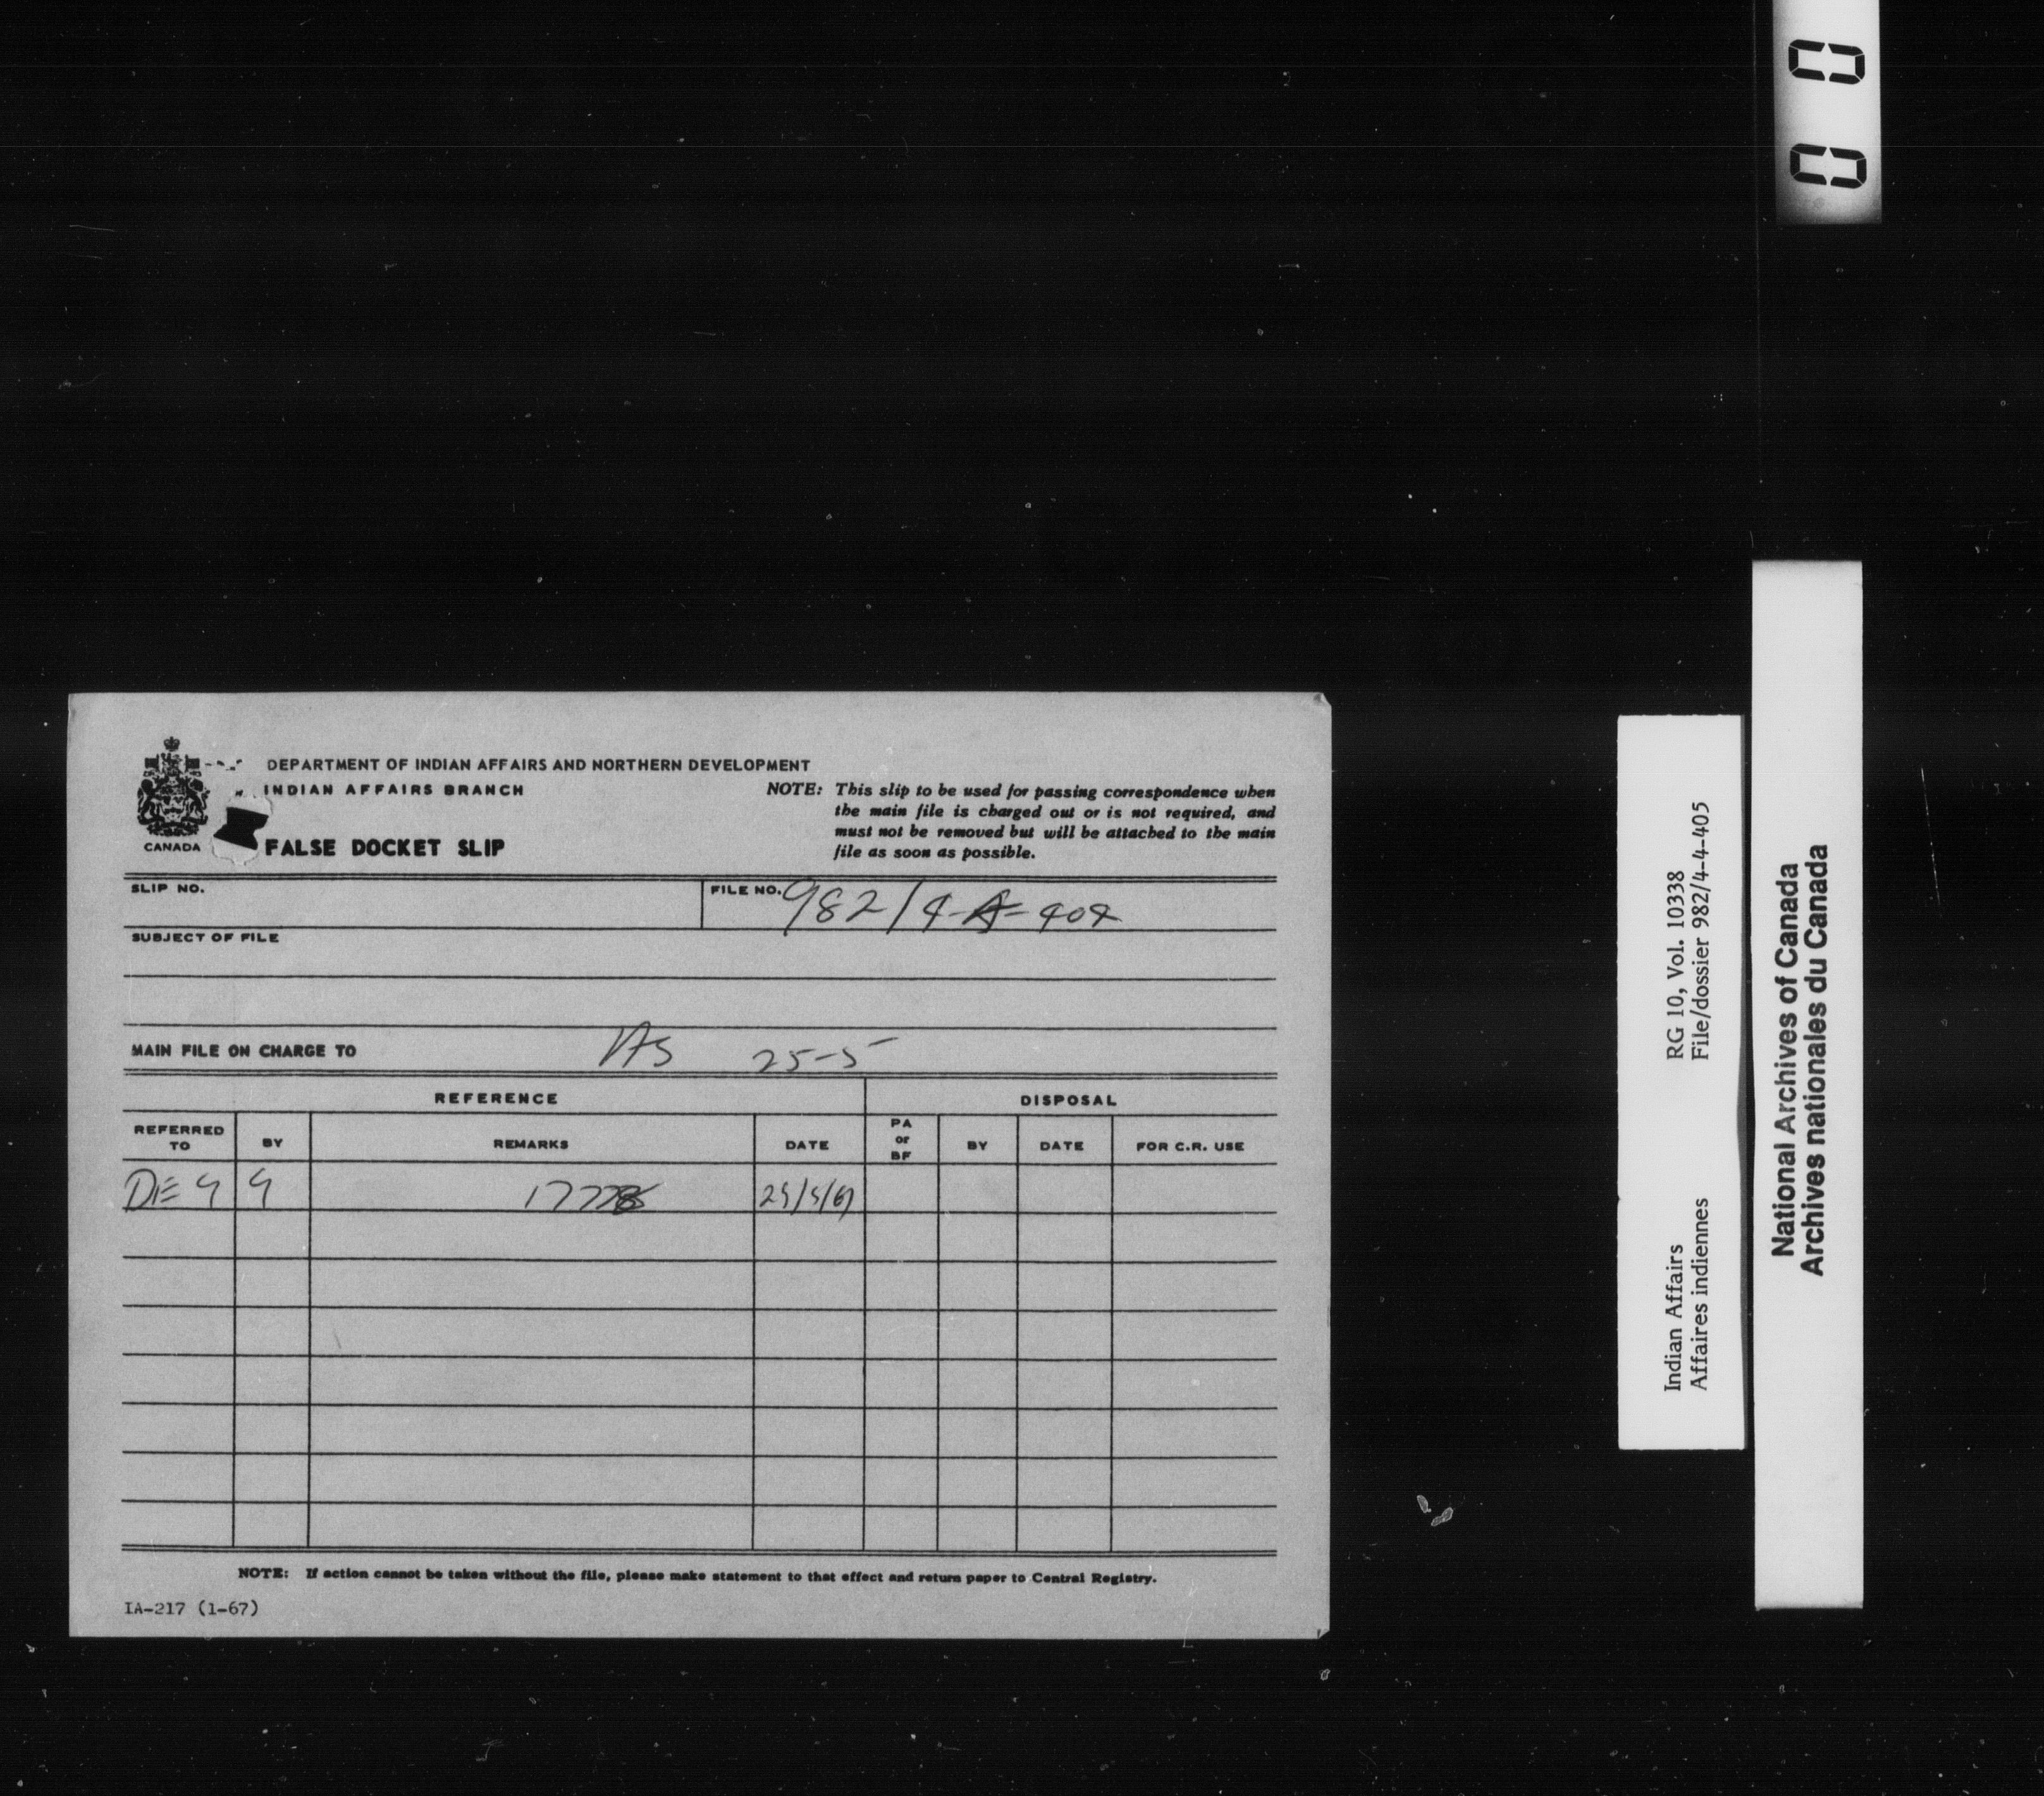 DEPARTMENT OF INDIAN AFFAIRS AND NORTHERN DEVELOPMENT
INDIAN AFFAIRS BRANCH
CANADA
FALSE DOCKET SLIP
NOTE: This slip to be used for passing correspondence when
the main file is charged out or is not required, and
must not be removed but will be attached to the main
file as soon as possible.
SLIP NO.
FILE NO. 982/4-4-404
SUBJECT OF FILE
MAIN FILE ON CHARGE TO 25-5
REFERENCE DISPOSAL
REFERRED TO BY REMARKS DATE PA or BF BY DATE FOR C.R. USE
25/5/67
NOTE: If action cannot be taken without the file, please make statement to that effect and return paper to Central Registry.
IA-217 (1-67)
Indian Affairs RG 10, Vol. 10338
Affaires indiennes File/dossier 982/4-4-405
National Archives of Canada
Archives nationales du Canada
00